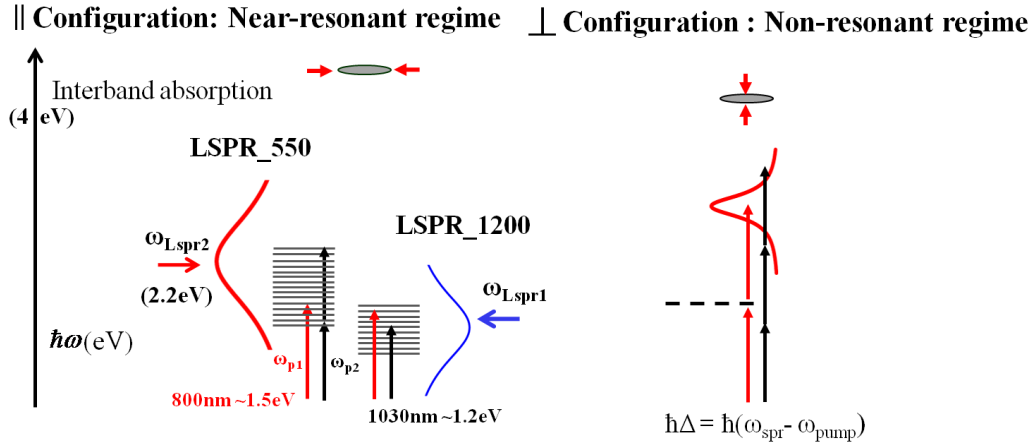 || Configuration: Near-resonant regime
⊥ Configuration : Non-resonant regime
Interband absorption
(4 eV)
LSPR_550
LSPR_1200
ωLspr2
(2.2eV)
ωLspr1
ħω(eV)
ωp1
ωp2
800nm ~1.5eV
1030nm ~1.2eV
ħΔ = ħ(ωspr- ωpump)